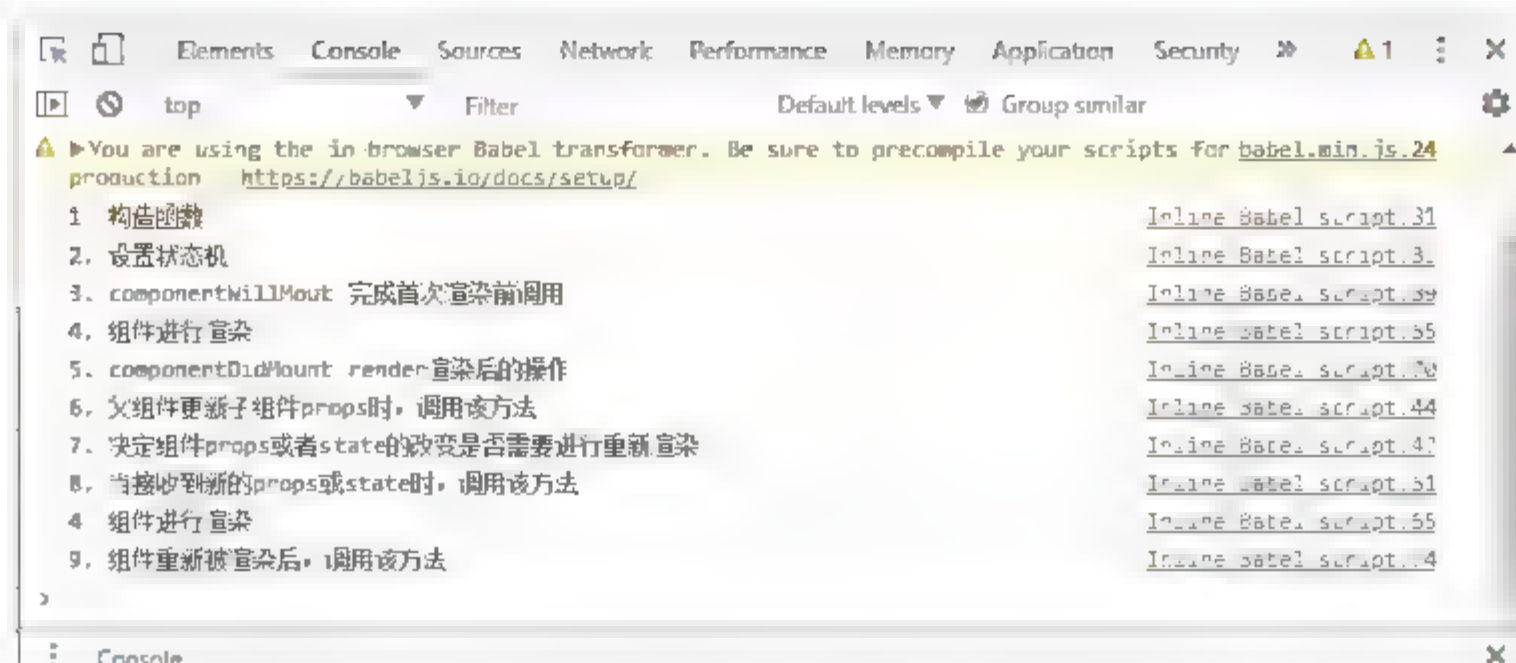 Elements Console Sources Network Performance Memory Application Security » 1
top Filter Default levels Group similar
You are using the in-browser Babel transformer. Be sure to precompile your scripts for babel.min.js:24
production https://babeljs.io/docs/setup/
1 构造函数 Inline Babel script:31
2, 设置状态机 Inline Babel script
3. componentWillMout 完成首次渲染前调用 Inline Babel script:39
4, 组件进行渲染 Inline Babel script:55
5. componentDidMount render渲染后的操作 Inline Babel script
6, 父组件更新子组件props时，调用该方法 Inline Babel script:44
7. 决定组件props或者state的改变是否需要进行重新渲染 Inline Babel script
8, 当接收到新的props或state时，调用该方法 Inline Babel script:51
4 组件进行渲染 Inline Babel script:55
9, 组件重新被渲染后，调用该方法 Inline Babel script
Console